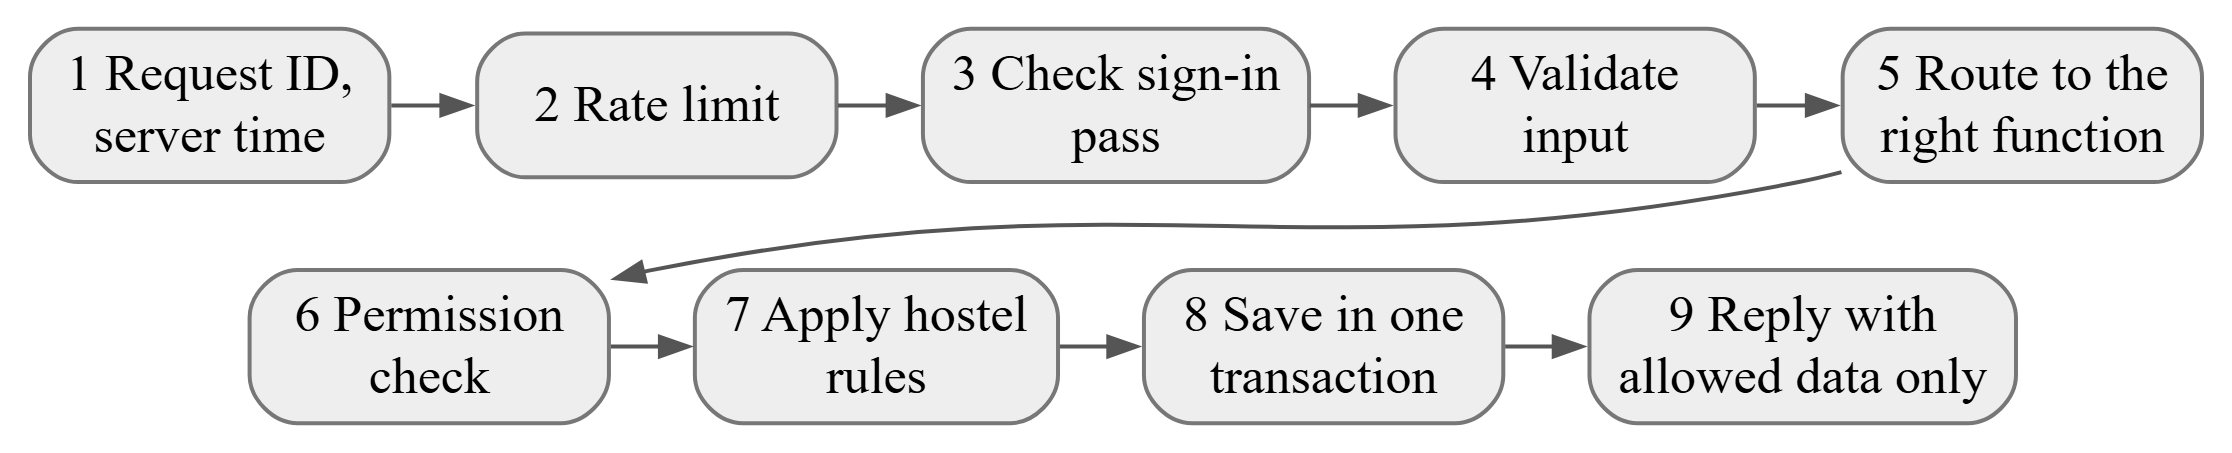 1 Request ID,
server time
2 Rate limit
3 Check sign-in
pass
4 Validate
input
5 Route to the
right function
6 Permission
check
7 Apply hostel
rules
8 Save in one
transaction
9 Reply with
allowed data only